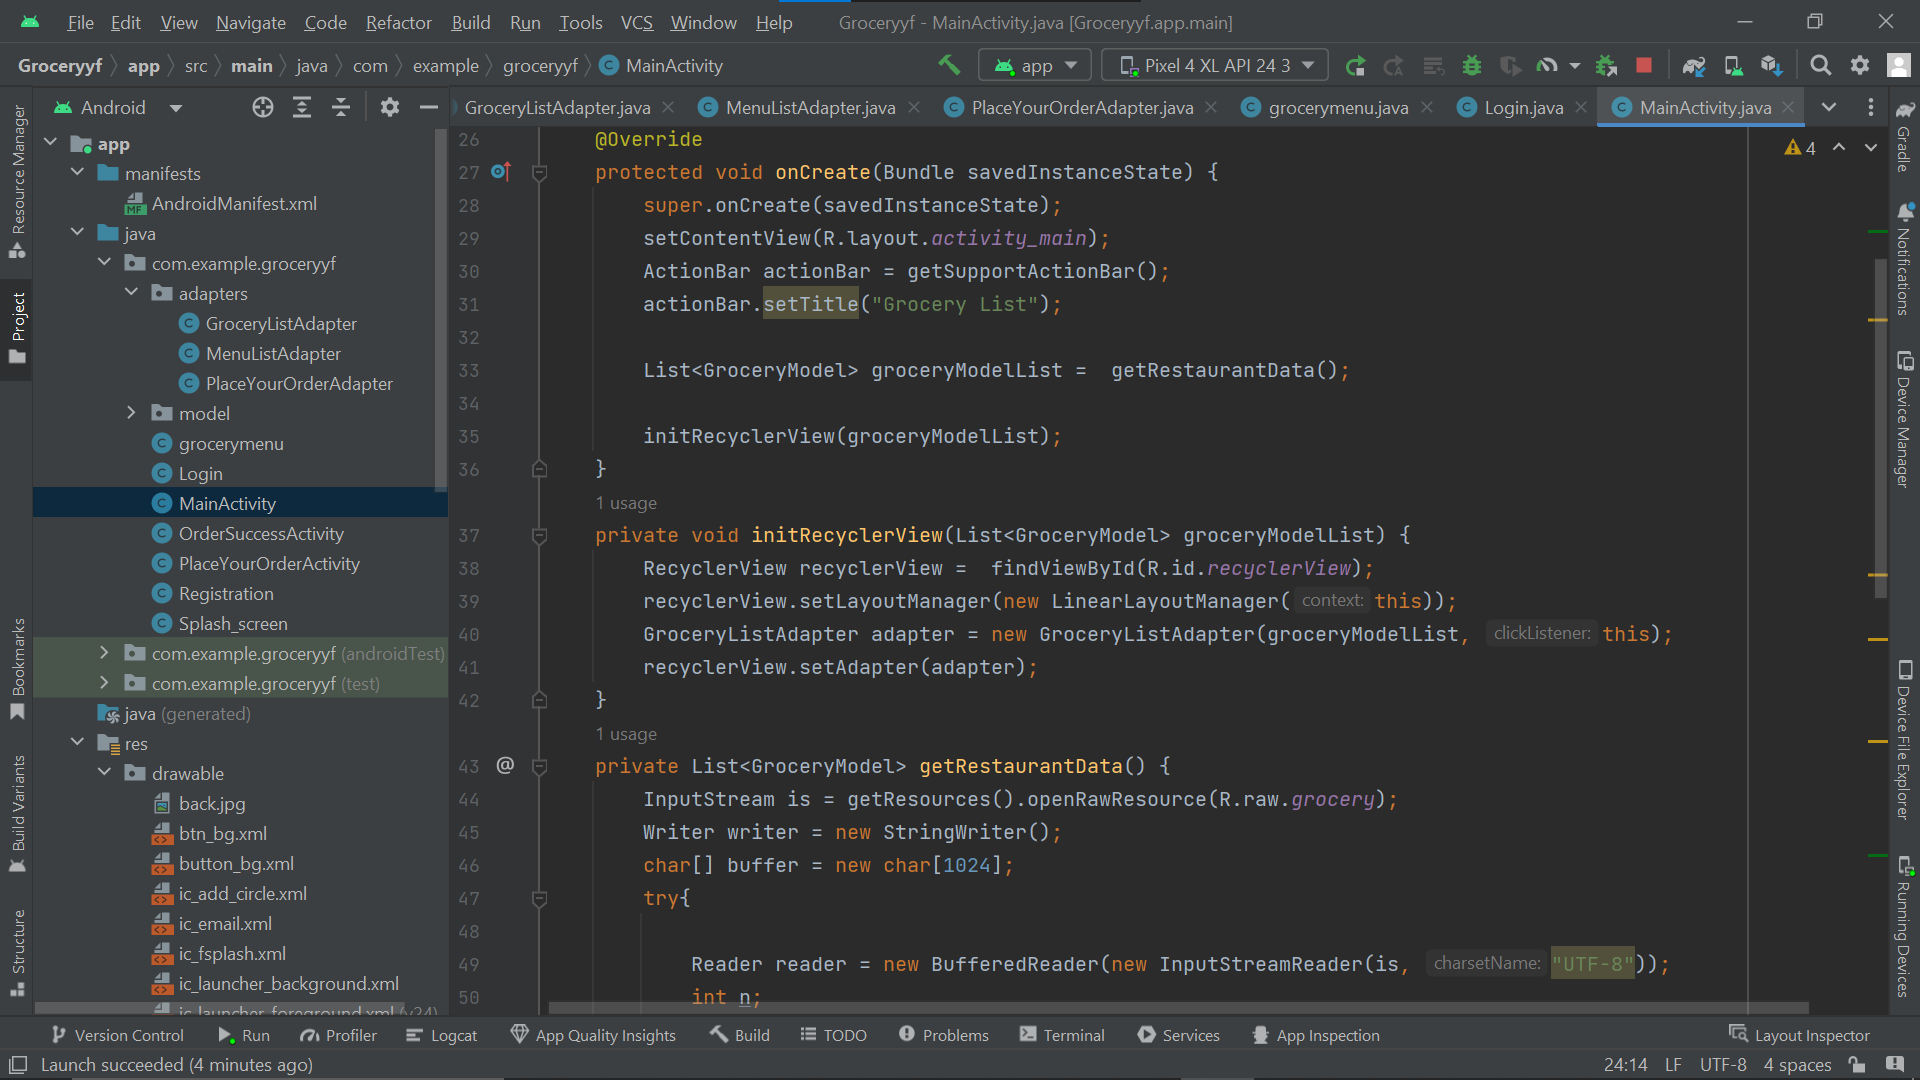 File Edit View Navigate Code Refactor Build Run Tools VCS Window Help Groceryyf - MainActivity.java [Groceryyf.app.main]
Groceryyf app src main java com example groceryyf MainActivity app Pixel 4 XL API 24 3
Android GroceryListAdapter.java MenuListAdapter.java PlaceYourOrderAdapter.java grocerymenu.java Login.java MainActivity.java
Resource Manager
Project
Bookmarks
Build Variants
Structure
app
manifests
AndroidManifest.xml
java
com.example.groceryyf
adapters
GroceryListAdapter
MenuListAdapter
PlaceYourOrderAdapter
model
grocerymenu
Login
MainActivity
OrderSuccessActivity
PlaceYourOrderActivity
Registration
Splash_screen
com.example.groceryyf (androidTest)
com.example.groceryyf (test)
java (generated)
res
drawable
back.jpg
btn_bg.xml
button_bg.xml
ic_add_circle.xml
ic_email.xml
ic_fsplash.xml
ic_launcher_background.xml
ic_launcher_foreground.xml (v24)
26 @Override
27 protected void onCreate(Bundle savedInstanceState) {
28 super.onCreate(savedInstanceState);
29 setContentView(R.layout.activity_main);
30 ActionBar actionBar = getSupportActionBar();
31 actionBar.setTitle("Grocery List");
32
33 List<GroceryModel> groceryModelList = getRestaurantData();
34
35 initRecyclerView(groceryModelList);
36 }
1 usage
37 private void initRecyclerView(List<GroceryModel> groceryModelList) {
38 RecyclerView recyclerView = findViewById(R.id.recyclerView);
39 recyclerView.setLayoutManager(new LinearLayoutManager( context: this));
40 GroceryListAdapter adapter = new GroceryListAdapter(groceryModelList, clickListener: this);
41 recyclerView.setAdapter(adapter);
42 }
1 usage
43 @ private List<GroceryModel> getRestaurantData() {
44 InputStream is = getResources().openRawResource(R.raw.grocery);
45 Writer writer = new StringWriter();
46 char[] buffer = new char[1024];
47 try{
48
49 Reader reader = new BufferedReader(new InputStreamReader(is, charsetName: "UTF-8"));
50 int n;
4
Gradle
Notifications
Device Manager
Device File Explorer
Running Devices
Version Control Run Profiler Logcat App Quality Insights Build TODO Problems Terminal Services App Inspection Layout Inspector
Launch succeeded (4 minutes ago) 24:14 LF UTF-8 4 spaces